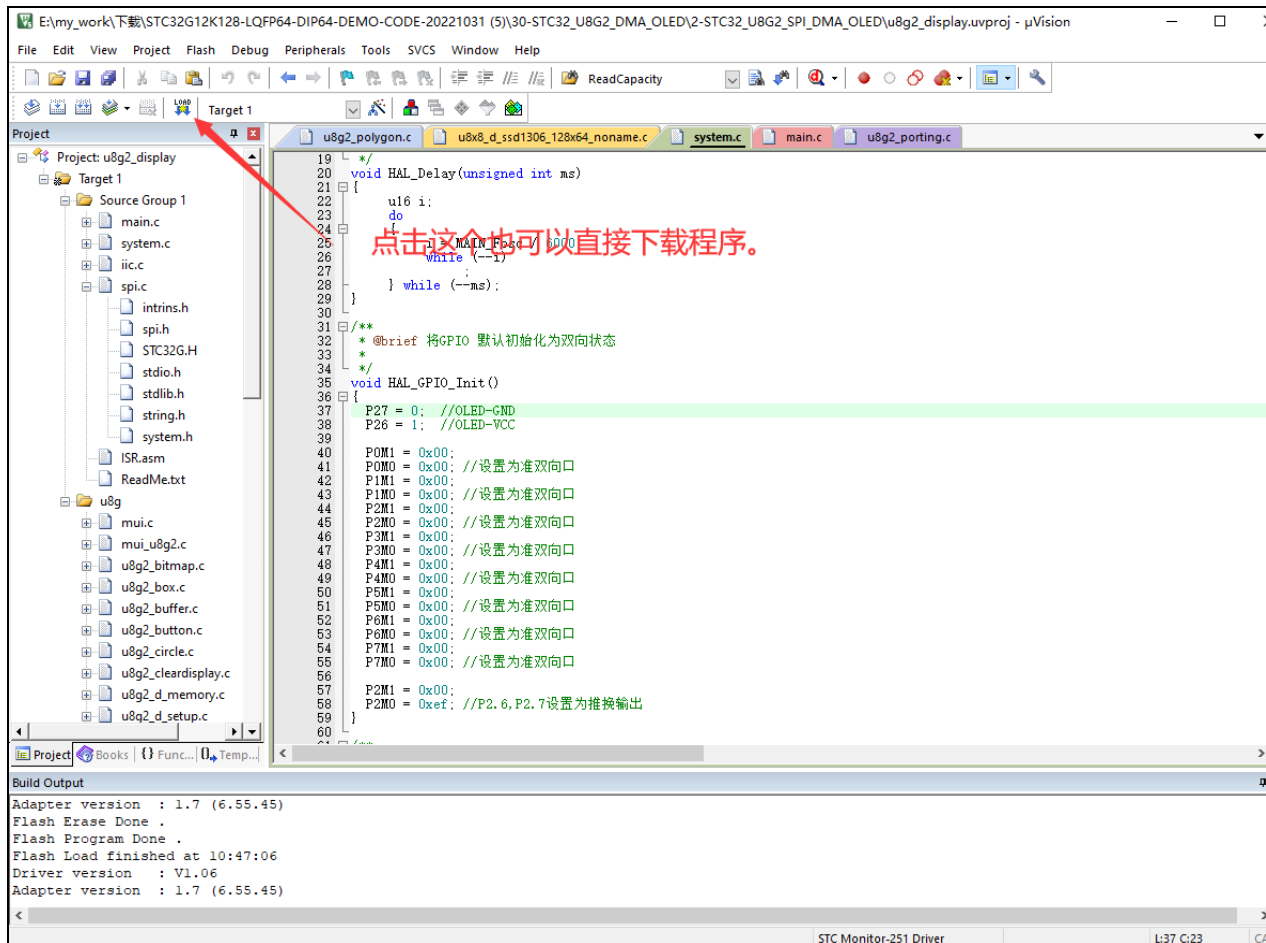 E:\my_work\下载\STC32G12K128-LQFP64-DIP64-DEMO-CODE-20221031 (5)\30-STC32_U8G2_DMA_OLED\2-STC32_U8G2_SPI_DMA_OLED\u8g2_display.uvproj - µVision
File Edit View Project Flash Debug Peripherals Tools SVCS Window Help
ReadCapacity
LOAD Target 1
Project
u8g2_polygon.c u8x8_d_ssd1306_128x64_noname.c system.c main.c u8g2_porting.c
Project: u8g2_display
Target 1
Source Group 1
main.c
system.c
iic.c
spi.c
intrins.h
spi.h
STC32G.H
stdio.h
stdlib.h
string.h
system.h
ISR.asm
ReadMe.txt
u8g
mui.c
mui_u8g2.c
u8g2_bitmap.c
u8g2_box.c
u8g2_buffer.c
u8g2_button.c
u8g2_circle.c
u8g2_cleardisplay.c
u8g2_d_memory.c
u8g2_d_setup.c
Project Books {} Func... Temp...
19 */
20 void HAL_Delay(unsigned int ms)
21 {
22 u16 i;
23 do
24 {
25 i = MAIN_Fosc / 6000
26 while (--i)
27 ;
28 } while (--ms);
29 }
30
31 /**
32 * @brief 将GPIO 默认初始化为双向状态
33 *
34 */
35 void HAL_GPIO_Init()
36 {
37 P27 = 0; //OLED-GND
38 P26 = 1; //OLED-VCC
39
40 P0M1 = 0x00;
41 P0M0 = 0x00; //设置为准双向口
42 P1M1 = 0x00;
43 P1M0 = 0x00; //设置为准双向口
44 P2M1 = 0x00;
45 P2M0 = 0x00; //设置为准双向口
46 P3M1 = 0x00;
47 P3M0 = 0x00; //设置为准双向口
48 P4M1 = 0x00;
49 P4M0 = 0x00; //设置为准双向口
50 P5M1 = 0x00;
51 P5M0 = 0x00; //设置为准双向口
52 P6M1 = 0x00;
53 P6M0 = 0x00; //设置为准双向口
54 P7M1 = 0x00;
55 P7M0 = 0x00; //设置为准双向口
56
57 P2M1 = 0x00;
58 P2M0 = 0xef; //P2.6,P2.7设置为推换输出
59 }
60
点击这个也可以直接下载程序。
Build Output
Adapter version : 1.7 (6.55.45)
Flash Erase Done .
Flash Program Done .
Flash Load finished at 10:47:06
Driver version : V1.06
Adapter version : 1.7 (6.55.45)
STC Monitor-251 Driver L:37 C:23